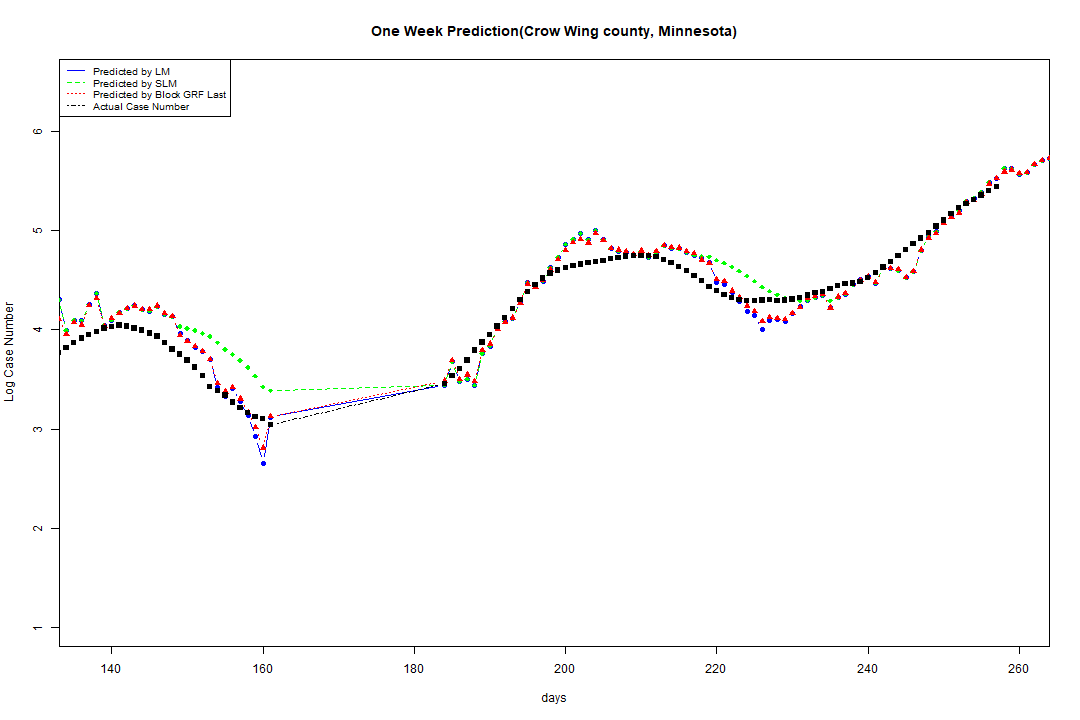 One Week Prediction(Crow Wing county, Minnesota)
Predicted by LM
Predicted by SLM
Predicted by Block GRF Last
Actual Case Number
6
5
4
3
2
1
Log Case Number
140 160 180 200 220 240 260
days